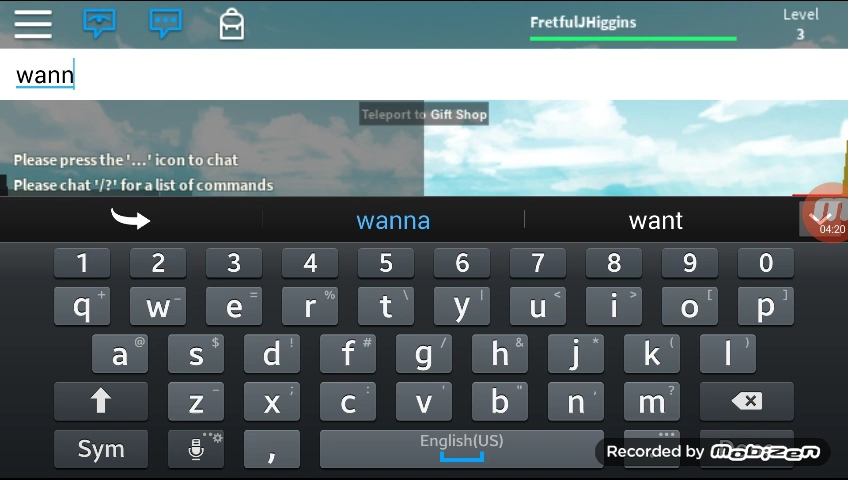 FretfulJHiggins
Level
3
wann
Teleport to Gift Shop
Please press the '...' icon to chat
Please chat '/?' for a list of commands
wanna want
04:20
1 2 3 4 5 6 7 8 9 0
q + w - e = r % t \ y | u < i > o [ p ]
a @ s $ d ! f # g / h & j * k ( l )
z - x ; c : v ' b " n , m ?
Sym , English(US)
Recorded by Mobizen